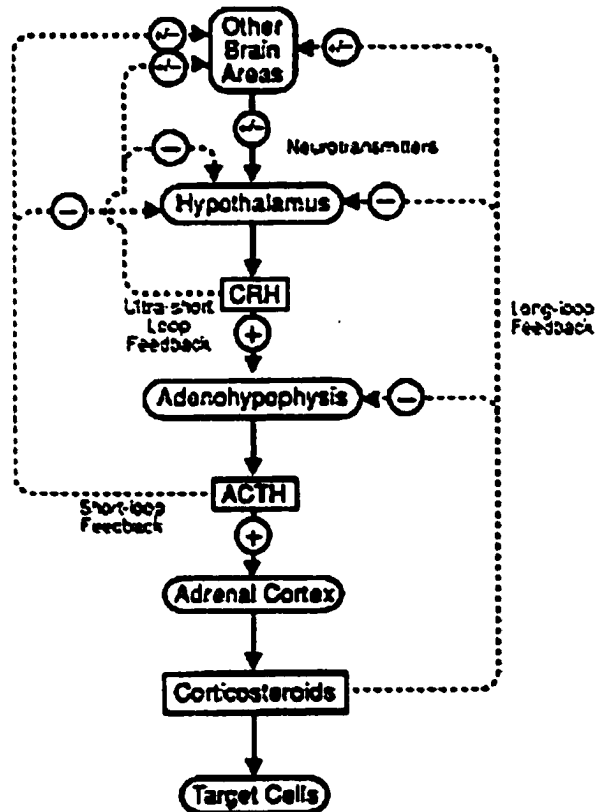 Other
Brain
Areas
+/−
+/−
+/−
+/−
Neurotransmitters
−
−
Hypothalamus
−
CRH
Ultra-short
Loop
Feedback
+
Long-loop
Feedback
Adenohypophysis
−
ACTH
Short-loop
Feedback
+
Adrenal Cortex
Corticosteroids
Target Cells